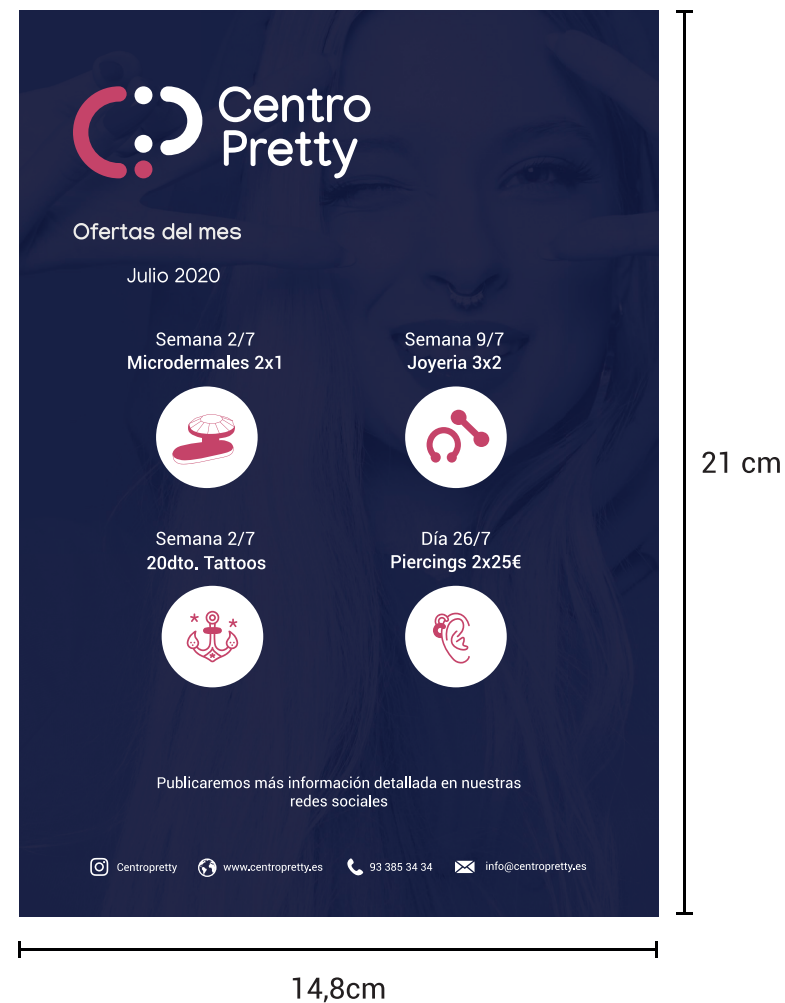 Centro
Pretty
Ofertas del mes
Julio 2020
Semana 2/7
Microdermales 2x1
Semana 9/7
Joyeria 3x2
Semana 2/7
20dto. Tattoos
Día 26/7
Piercings 2x25€
Publicaremos más información detallada en nuestras
redes sociales
Centropretty www.centropretty.es 93 385 34 34 info@centropretty.es
21 cm
14,8cm